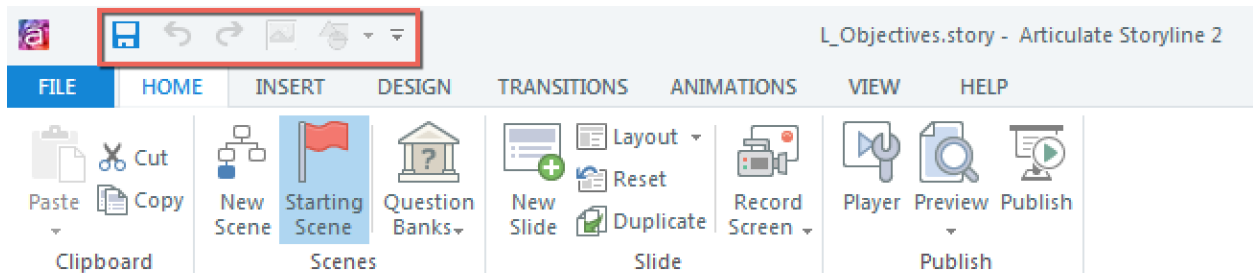 L_Objectives.story - Articulate Storyline 2
FILE HOME INSERT DESIGN TRANSITIONS ANIMATIONS VIEW HELP
Paste
Cut
Copy
Clipboard
New
Scene
Starting
Scene
Question
Banks
Scenes
New
Slide
Layout
Reset
Duplicate
Record
Screen
Slide
Player
Preview
Publish
Publish